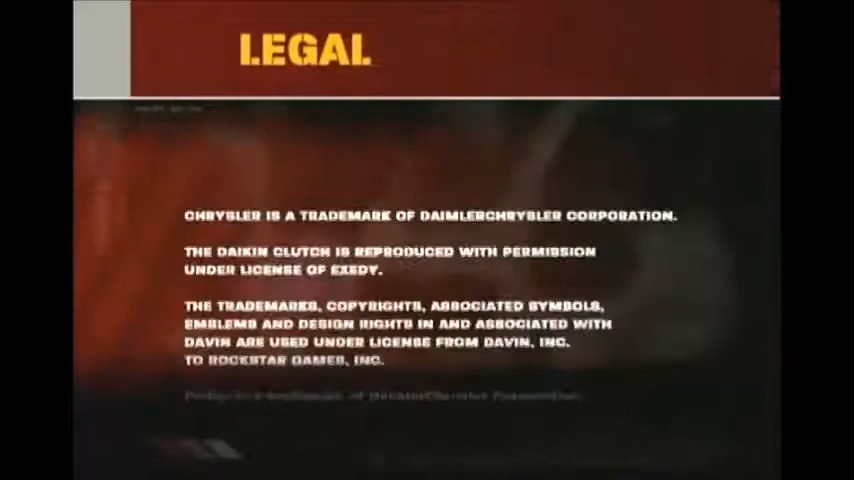 LEGAL
CHRYSLER IS A TRADEMARK OF DAIMLERCHRYSLER CORPORATION.
THE DAIKIN CLUTCH IS REPRODUCED WITH PERMISSION
UNDER LICENSE OF EXEDY.
THE TRADEMARKS, COPYRIGHTS, ASSOCIATED SYMBOLS,
EMBLEMS AND DESIGN RIGHTS IN AND ASSOCIATED WITH
DAVIN ARE USED UNDER LICENSE FROM DAVIN, INC.
TO ROCKSTAR GAMES, INC.